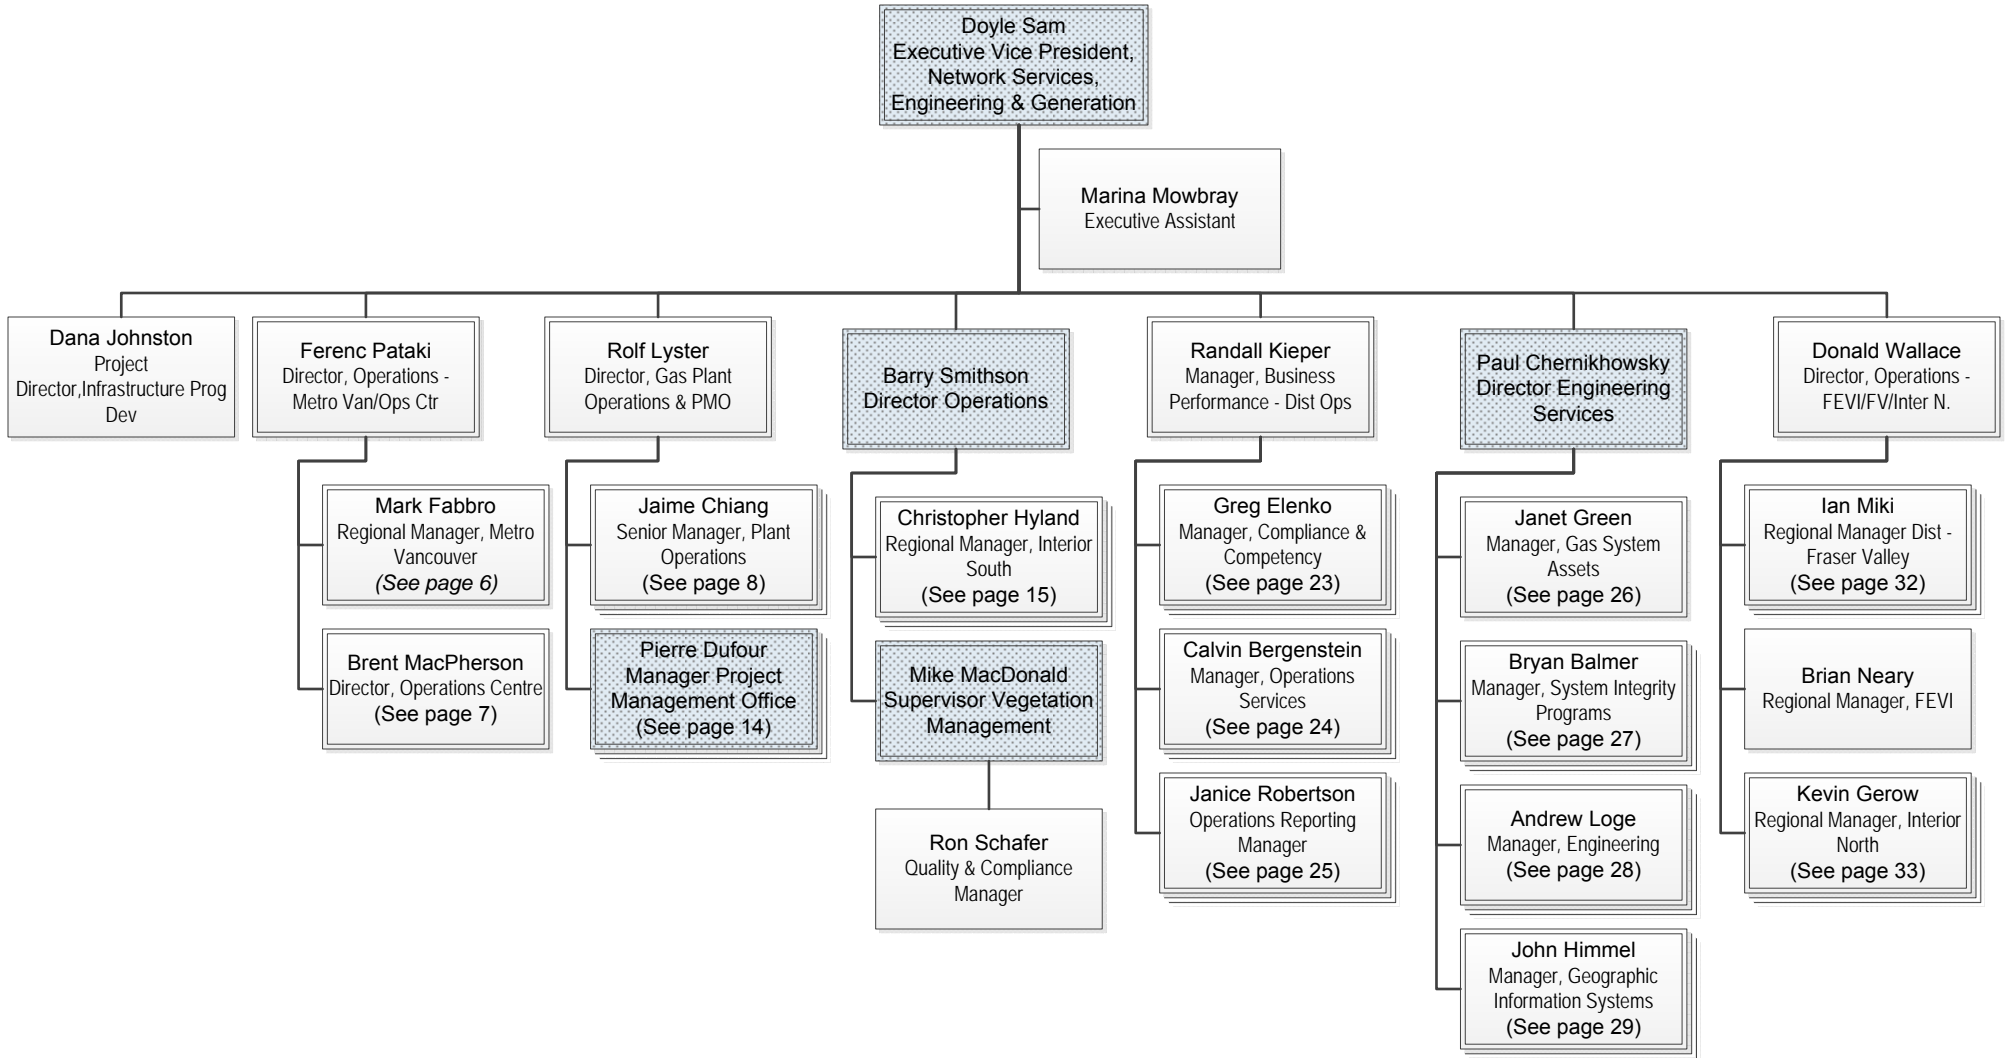 Doyle Sam
Executive Vice President,
Network Services,
Engineering & Generation
Marina Mowbray
Executive Assistant
Dana Johnston
Project
Director,Infrastructure Prog
Dev
Ferenc Pataki
Director, Operations -
Metro Van/Ops Ctr
Rolf Lyster
Director, Gas Plant
Operations & PMO
Barry Smithson
Director Operations
Randall Kieper
Manager, Business
Performance - Dist Ops
Paul Chernikhowsky
Director Engineering
Services
Donald Wallace
Director, Operations -
FEVI/FV/Inter N.
Mark Fabbro
Regional Manager, Metro
Vancouver
(See page 6)
Brent MacPherson
Director, Operations Centre
(See page 7)
Jaime Chiang
Senior Manager, Plant
Operations
(See page 8)
Pierre Dufour
Manager Project
Management Office
(See page 14)
Christopher Hyland
Regional Manager, Interior
South
(See page 15)
Mike MacDonald
Supervisor Vegetation
Management
Ron Schafer
Quality & Compliance
Manager
Greg Elenko
Manager, Compliance &
Competency
(See page 23)
Calvin Bergenstein
Manager, Operations
Services
(See page 24)
Janice Robertson
Operations Reporting
Manager
(See page 25)
Janet Green
Manager, Gas System
Assets
(See page 26)
Bryan Balmer
Manager, System Integrity
Programs
(See page 27)
Andrew Loge
Manager, Engineering
(See page 28)
John Himmel
Manager, Geographic
Information Systems
(See page 29)
Ian Miki
Regional Manager Dist -
Fraser Valley
(See page 32)
Brian Neary
Regional Manager, FEVI
Kevin Gerow
Regional Manager, Interior
North
(See page 33)